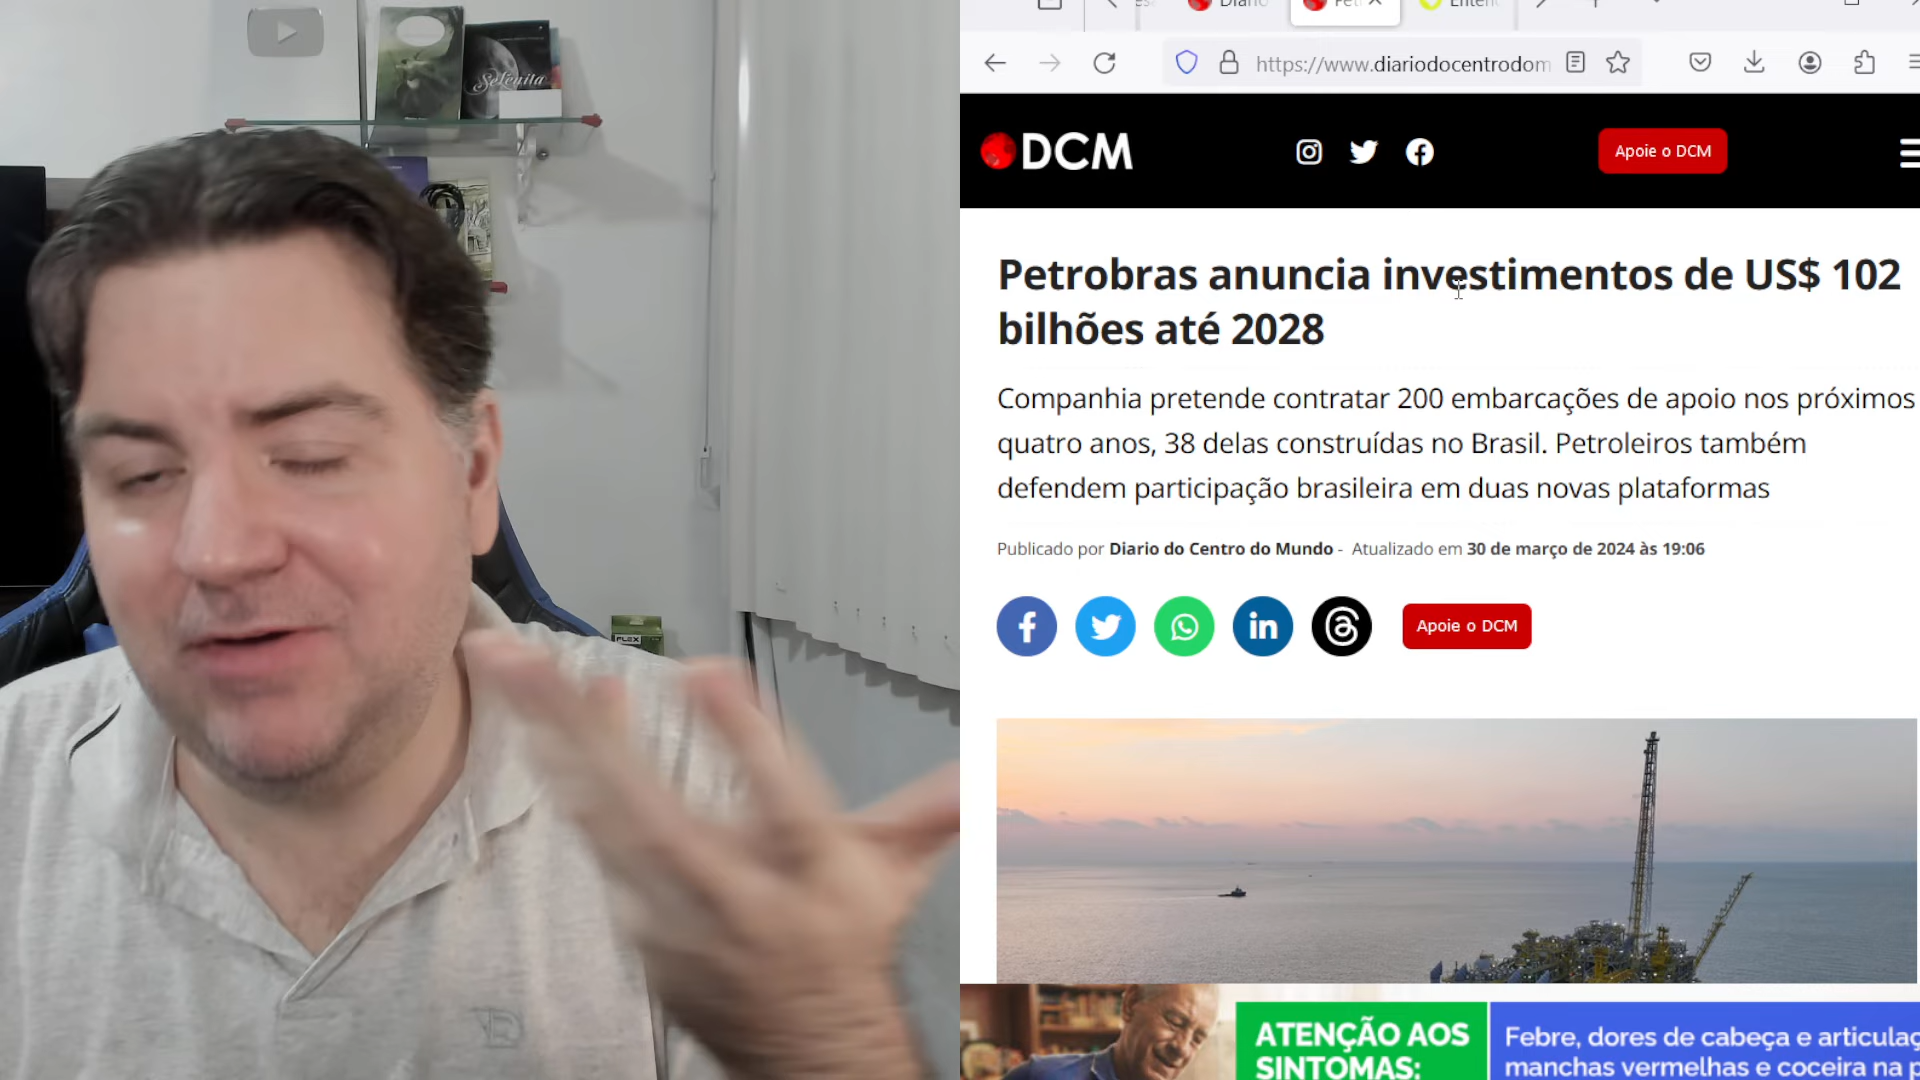 Selénita
FLEX
https://www.diariodocentrodom
DCM
Apoie o DCM
Petrobras anuncia investimentos de US$ 102
bilhões até 2028
Companhia pretende contratar 200 embarcações de apoio nos próximos
quatro anos, 38 delas construídas no Brasil. Petroleiros também
defendem participação brasileira em duas novas plataformas
Publicado por Diario do Centro do Mundo - Atualizado em 30 de março de 2024 às 19:06
Apoie o DCM
ATENÇÃO AOS
SINTOMAS:
Febre, dores de cabeça e articulaç
manchas vermelhas e coceira na p